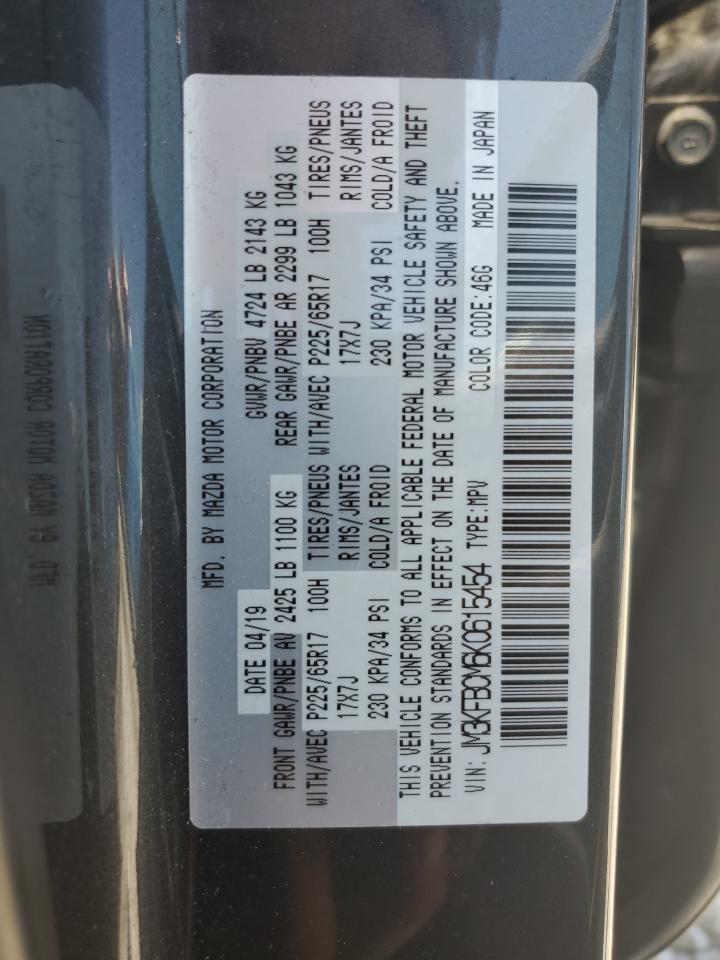 MFD. BY MAZDA MOTOR CORPORATION
DATE 04/19 GVWR/PNBV 4724 LB 2143 KG
FRONT GAWR/PNBE AV 2425 LB 1100 KG REAR GAWR/PNBE AR 2299 LB 1043 KG
WITH/AVEC P225/65R17 100H TIRES/PNEUS WITH/AVEC P225/65R17 100H TIRES/PNEUS
17X7J RIMS/JANTES 17X7J RIMS/JANTES
230 KPA/34 PSI COLD/A FROID 230 KPA/34 PSI COLD/A FROID
THIS VEHICLE CONFORMS TO ALL APPLICABLE FEDERAL MOTOR VEHICLE SAFETY AND THEFT
PREVENTION STANDARDS IN EFFECT ON THE DATE OF MANUFACTURE SHOWN ABOVE.
VIN: JM3KFBCM6K0615454 TYPE:MPV COLOR CODE:46G MADE IN JAPAN